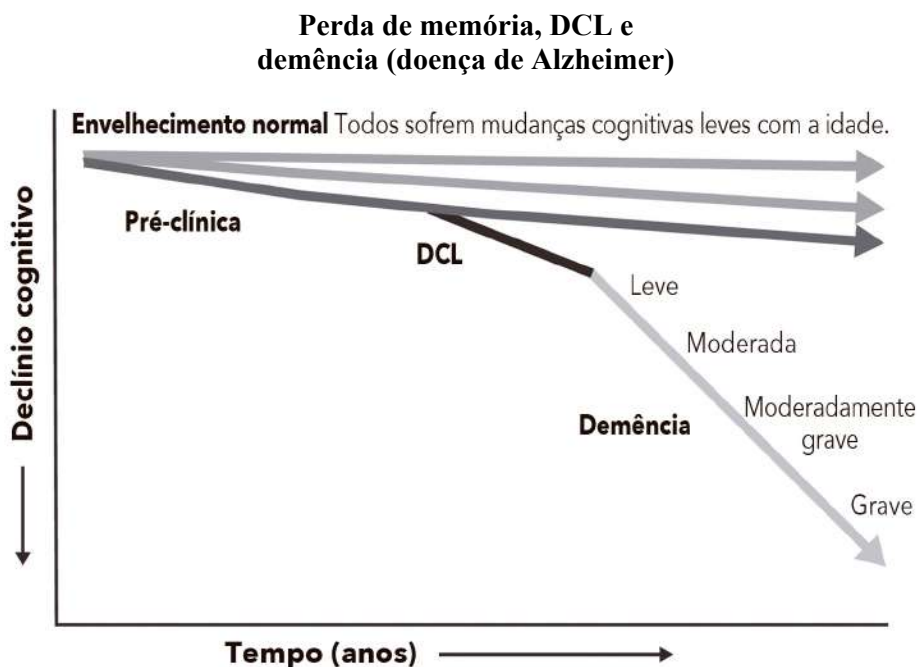 Perda de memória, DCL e
demência (doença de Alzheimer)
Envelhecimento normal Todos sofrem mudanças cognitivas leves com a idade.
Pré-clínica
DCL
Leve
Moderada
Moderadamente
grave
Demência
Grave
Declínio cognitivo
Tempo (anos)